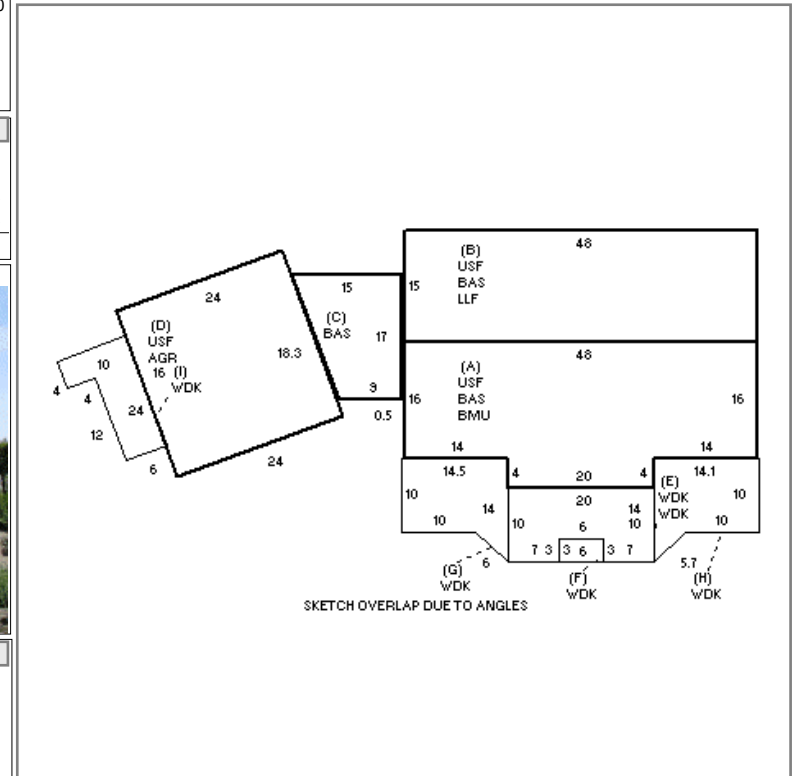 48
(B)
USF
BAS
LLF
15
24
15
(C)
BAS
17
(D)
USF
AGR
16 (I)
WDK
18.3
48
(A)
USF
BAS
BMU
10
4
4
12
24
6
24
9
0.5
16
16
14
14
14.5
4
20
4
14.1
(E)
WDK
WDK
10
10
14
20
14
10
10
6
10
10
7 3 3 6 3 7
(G)
WDK
6
(F)
WDK
5.7
(H)
WDK
SKETCH OVERLAP DUE TO ANGLES